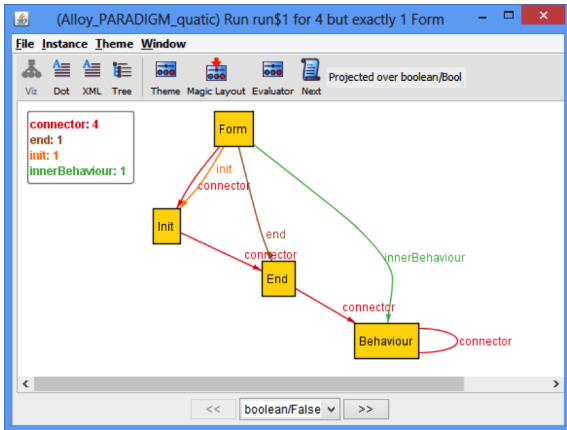 (Alloy_PARADIGM_quatic) Run run$1 for 4 but exactly 1 Form
File Instance Theme Window
Viz Dot XML Tree Theme Magic Layout Evaluator Next Projected over boolean/Bool
connector: 4
end: 1
init: 1
innerBehaviour: 1
Form
init
connector
Init
end
connector
innerBehaviour
End
connector
Behaviour
connector
<< boolean/False >>